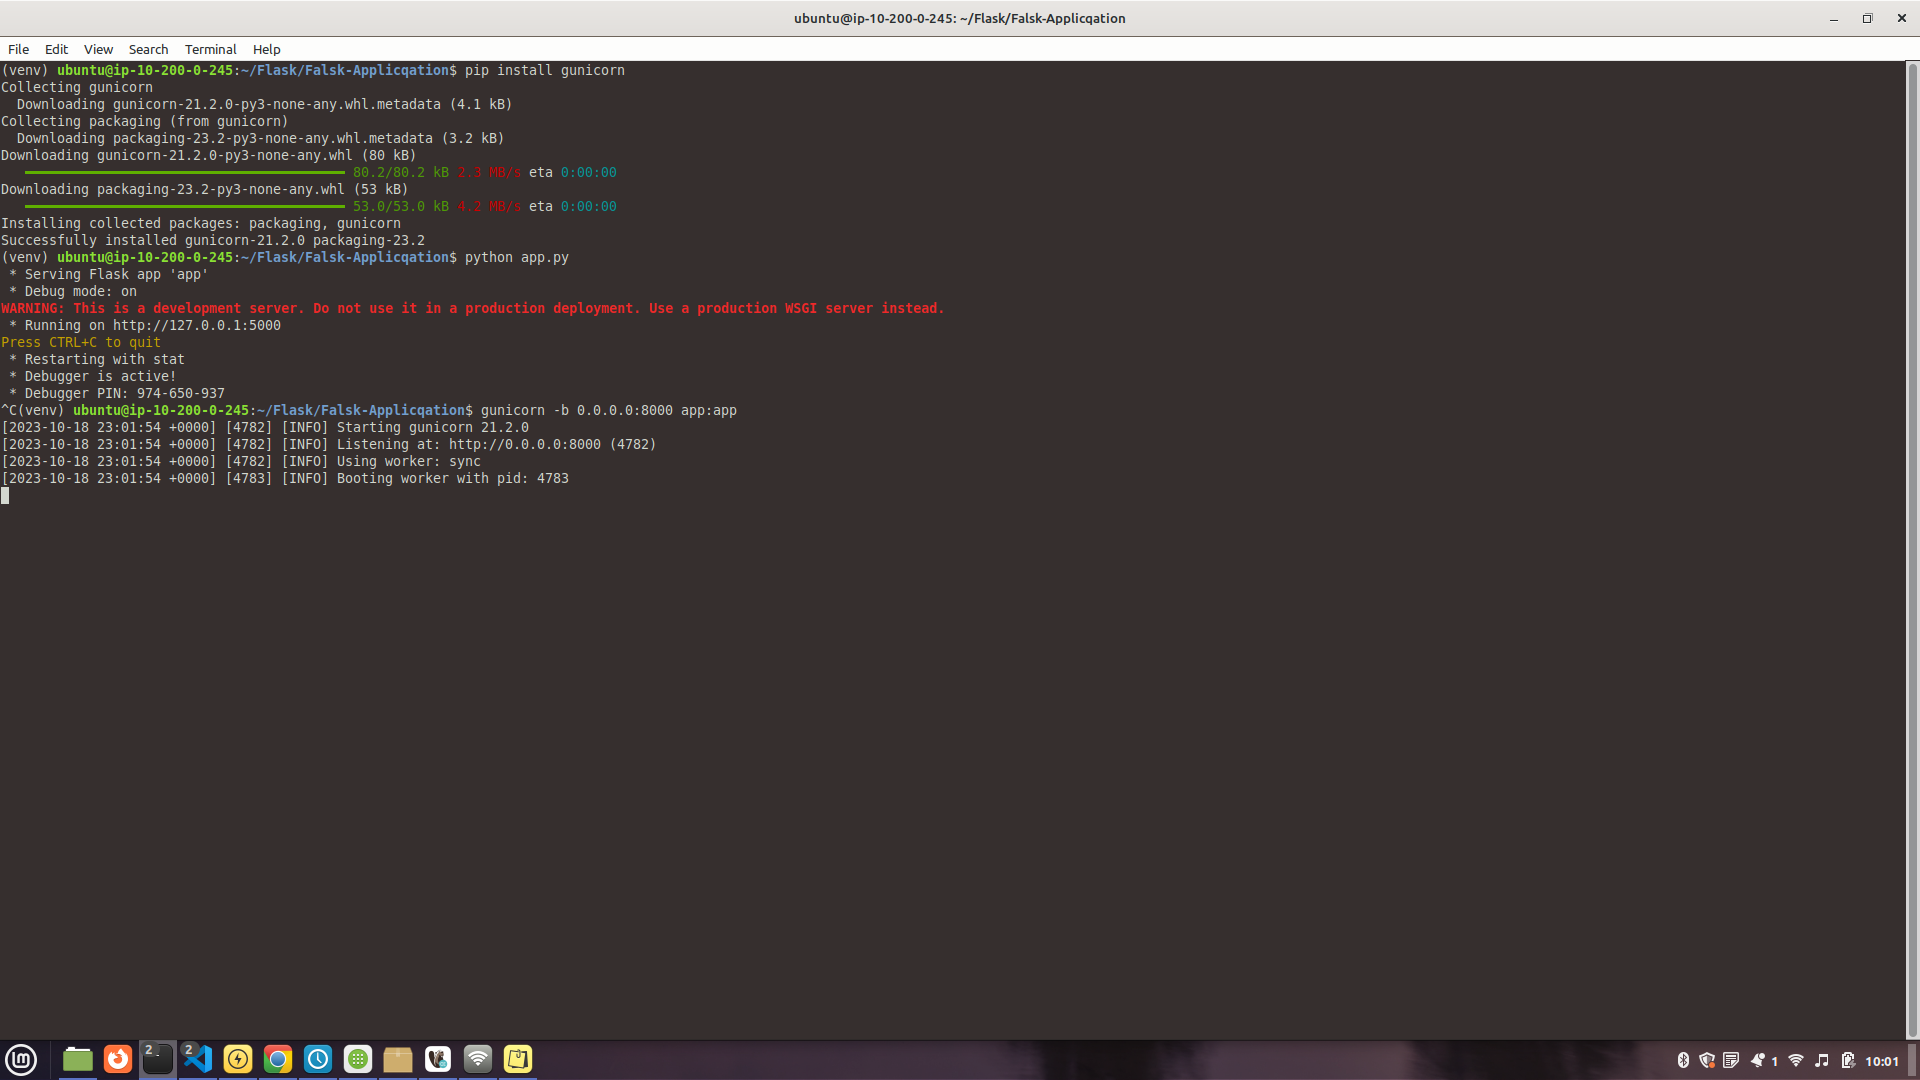 ubuntu@ip-10-200-0-245: ~/Flask/Falsk-Applicqation
File Edit View Search Terminal Help
(venv) ubuntu@ip-10-200-0-245:~/Flask/Falsk-Applicqation$ pip install gunicorn
Collecting gunicorn
  Downloading gunicorn-21.2.0-py3-none-any.whl.metadata (4.1 kB)
Collecting packaging (from gunicorn)
  Downloading packaging-23.2-py3-none-any.whl.metadata (3.2 kB)
Downloading gunicorn-21.2.0-py3-none-any.whl (80 kB)
80.2/80.2 kB 2.3 MB/s eta 0:00:00
Downloading packaging-23.2-py3-none-any.whl (53 kB)
53.0/53.0 kB 4.2 MB/s eta 0:00:00
Installing collected packages: packaging, gunicorn
Successfully installed gunicorn-21.2.0 packaging-23.2
(venv) ubuntu@ip-10-200-0-245:~/Flask/Falsk-Applicqation$ python app.py
 * Serving Flask app 'app'
 * Debug mode: on
WARNING: This is a development server. Do not use it in a production deployment. Use a production WSGI server instead.
 * Running on http://127.0.0.1:5000
Press CTRL+C to quit
 * Restarting with stat
 * Debugger is active!
 * Debugger PIN: 974-650-937
^C(venv) ubuntu@ip-10-200-0-245:~/Flask/Falsk-Applicqation$ gunicorn -b 0.0.0.0:8000 app:app
[2023-10-18 23:01:54 +0000] [4782] [INFO] Starting gunicorn 21.2.0
[2023-10-18 23:01:54 +0000] [4782] [INFO] Listening at: http://0.0.0.0:8000 (4782)
[2023-10-18 23:01:54 +0000] [4782] [INFO] Using worker: sync
[2023-10-18 23:01:54 +0000] [4783] [INFO] Booting worker with pid: 4783
2 2 1 10:01